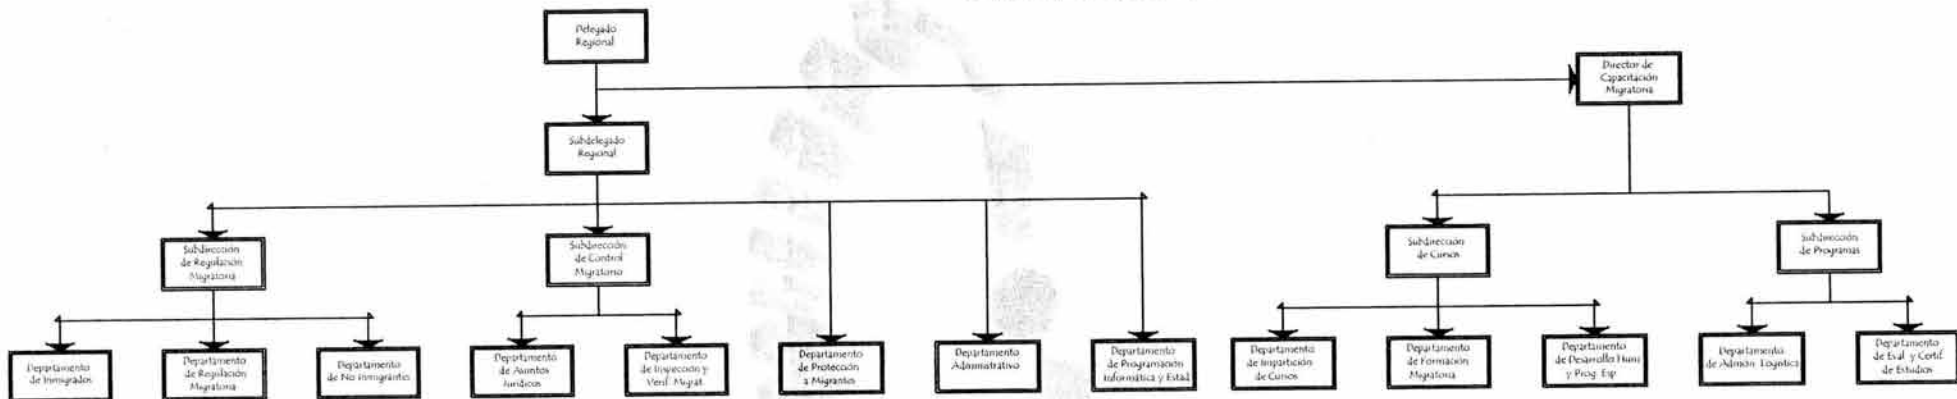 Delegado
Regional
Director de
Capacitación
Migratoria
Subdelegado
Regional
Subdirección
de Regulación
Migratoria
Subdirección
de Control
Migratorio
Subdirección
de Cursos
Subdirección
de Programas
Departamento
de Inmigrados
Departamento
de Regulación
Migratoria
Departamento
de No inmigrantes
Departamento
de Asuntos
Jurídicos
Departamento
de Inspección y
Verif. Migrat.
Departamento
de Protección
a Migrantes
Departamento
Administrativo
Departamento
de Programación
Informática y Estad.
Departamento
de Impartición
de Cursos
Departamento
de Formación
Migratoria
Departamento
de Desarrollo Hum.
y Prog. Esp.
Departamento
de Admón. Logística
Departamento
de Eval. y Certif.
de Estudios